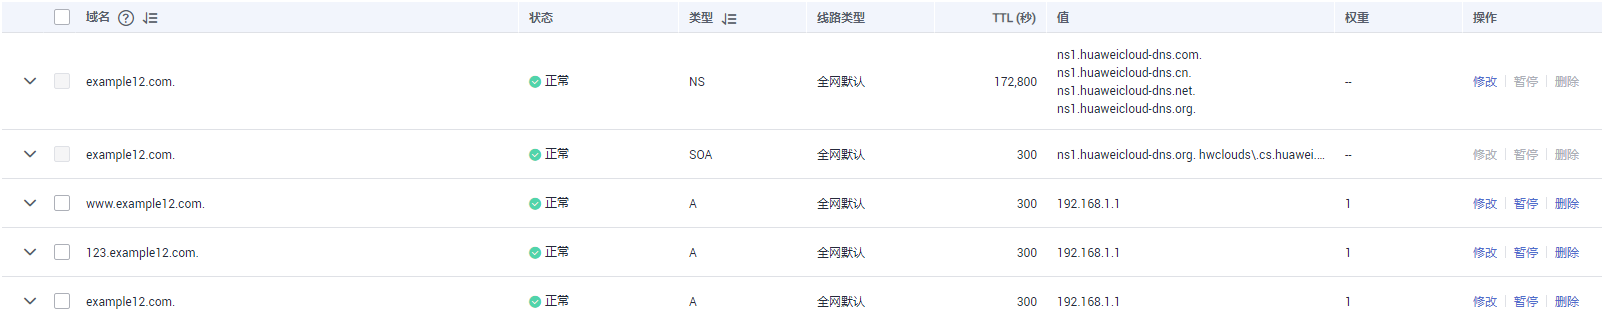 域名 ? 状态 类型 线路类型 TTL (秒) 值 权重 操作
example12.com. 正常 NS 全网默认 172,800 ns1.huaweicloud-dns.com.
ns1.huaweicloud-dns.cn.
ns1.huaweicloud-dns.net.
ns1.huaweicloud-dns.org. -- 修改 暂停 删除
example12.com. 正常 SOA 全网默认 300 ns1.huaweicloud-dns.org. hwclouds\.cs.huawei.... -- 修改 暂停 删除
www.example12.com. 正常 A 全网默认 300 192.168.1.1 1 修改 暂停 删除
123.example12.com. 正常 A 全网默认 300 192.168.1.1 1 修改 暂停 删除
example12.com. 正常 A 全网默认 300 192.168.1.1 1 修改 暂停 删除